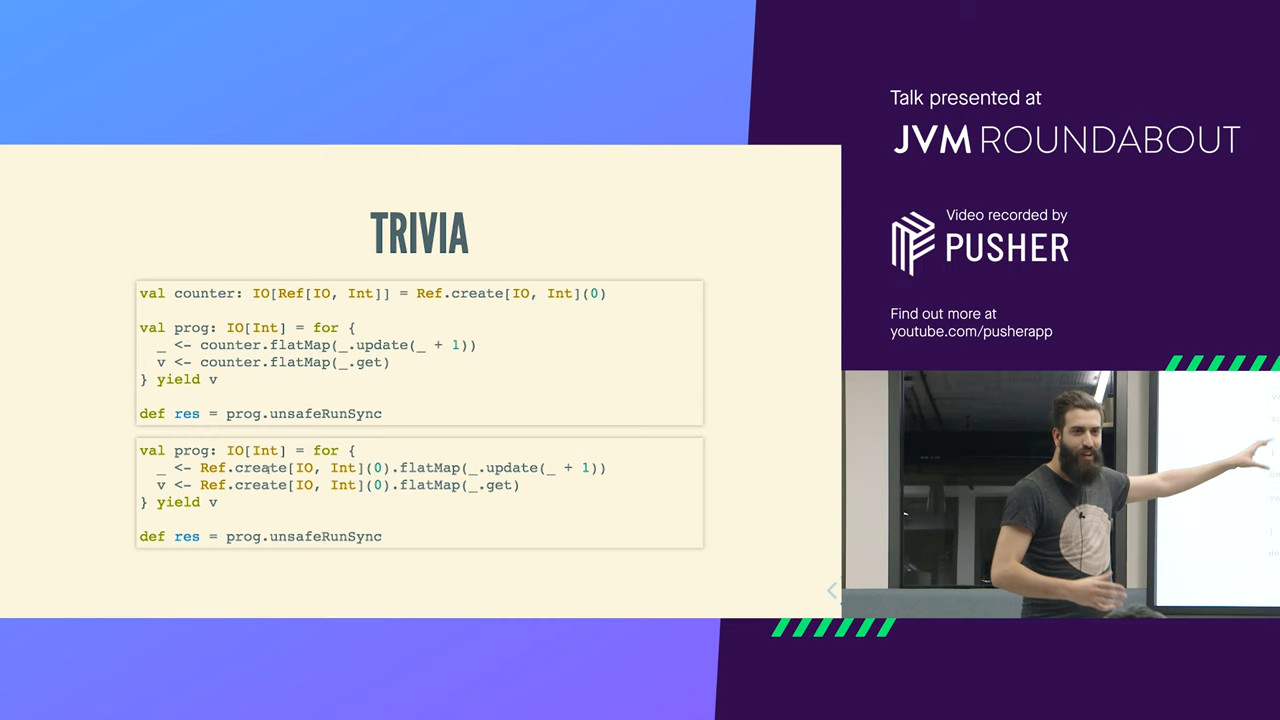 Talk presented at
JVM ROUNDABOUT
Video recorded by
PUSHER
Find out more at
youtube.com/pusherapp
TRIVIA
val counter: IO[Ref[IO, Int]] = Ref.create[IO, Int](0)
val prog: IO[Int] = for {
  _ <- counter.flatMap(_.update(_ + 1))
  v <- counter.flatMap(_.get)
} yield v
def res = prog.unsafeRunSync
val prog: IO[Int] = for {
  _ <- Ref.create[IO, Int](0).flatMap(_.update(_ + 1))
  v <- Ref.create[IO, Int](0).flatMap(_.get)
} yield v
def res = prog.unsafeRunSync